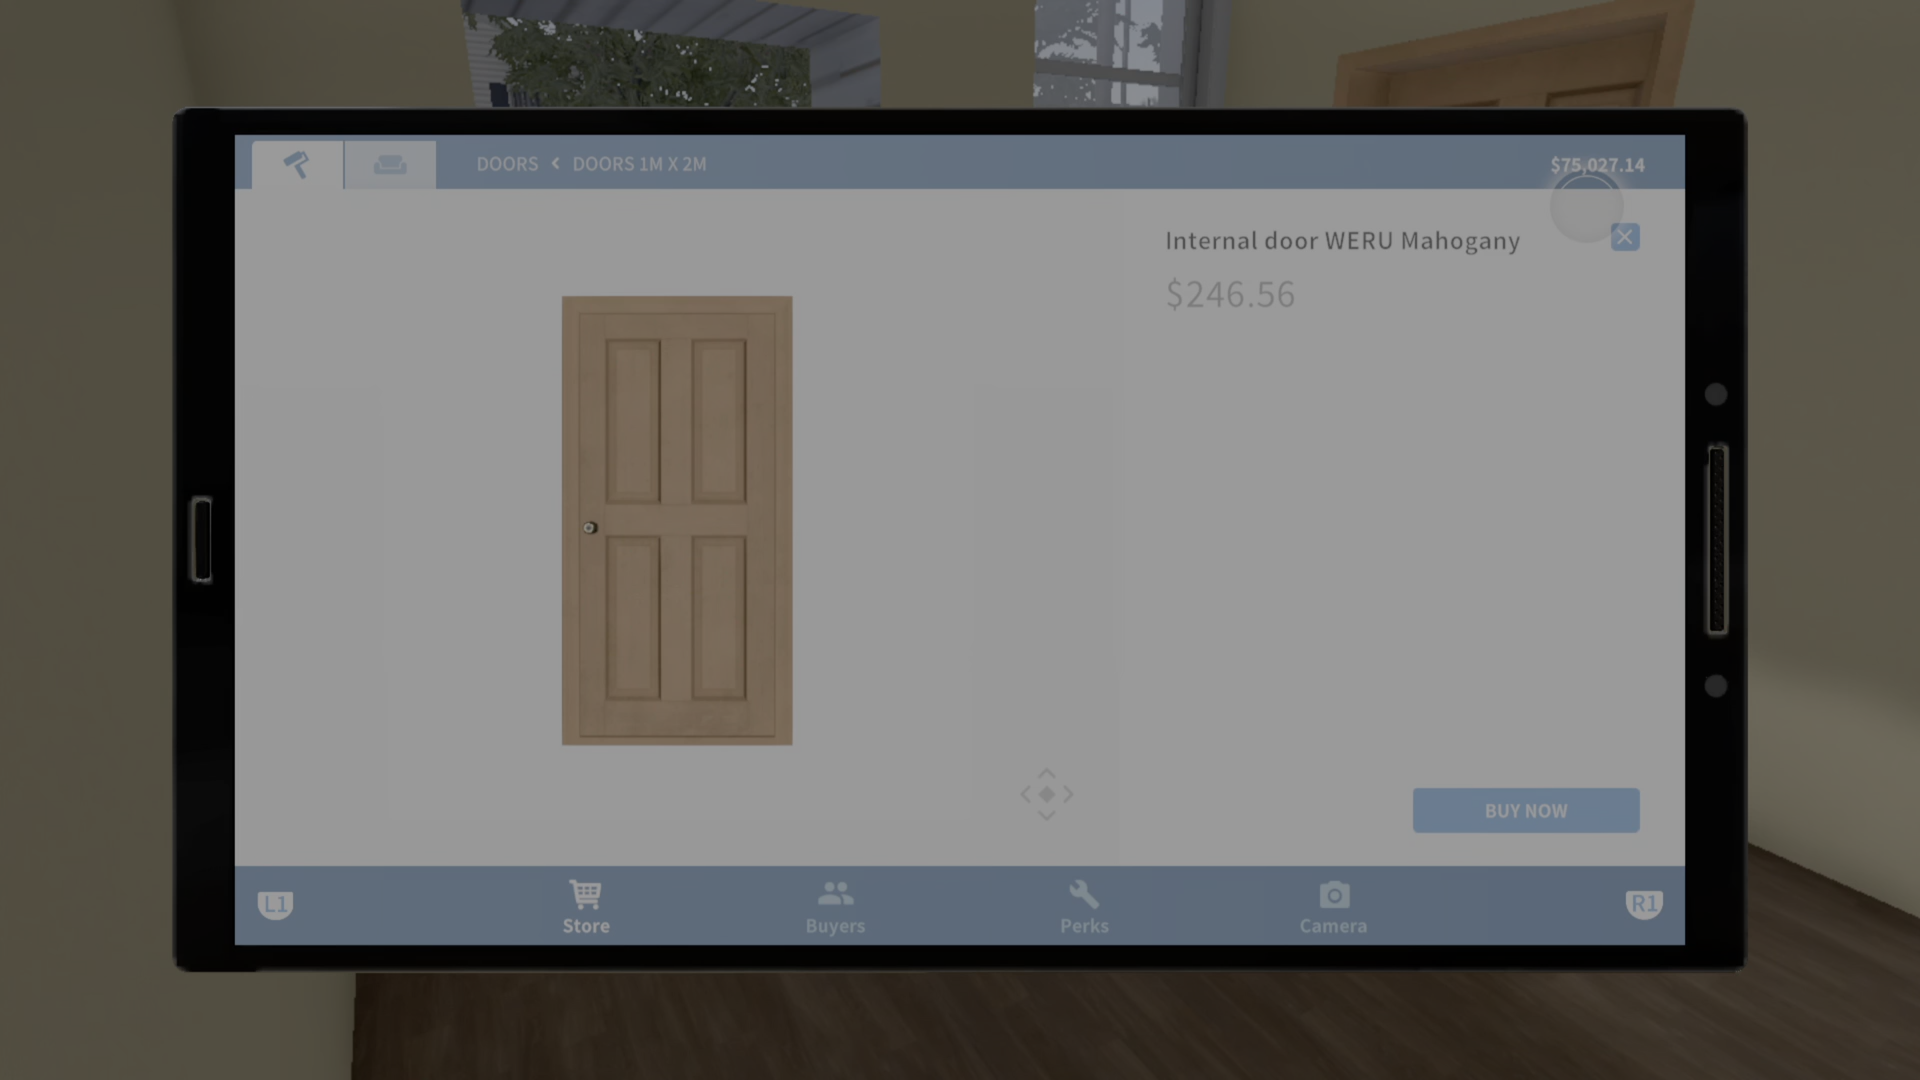 DOORS < DOORS 1M X 2M
$75,027.14
Internal door WERU Mahogany
$246.56
BUY NOW
L1
Store
Buyers
Perks
Camera
R1